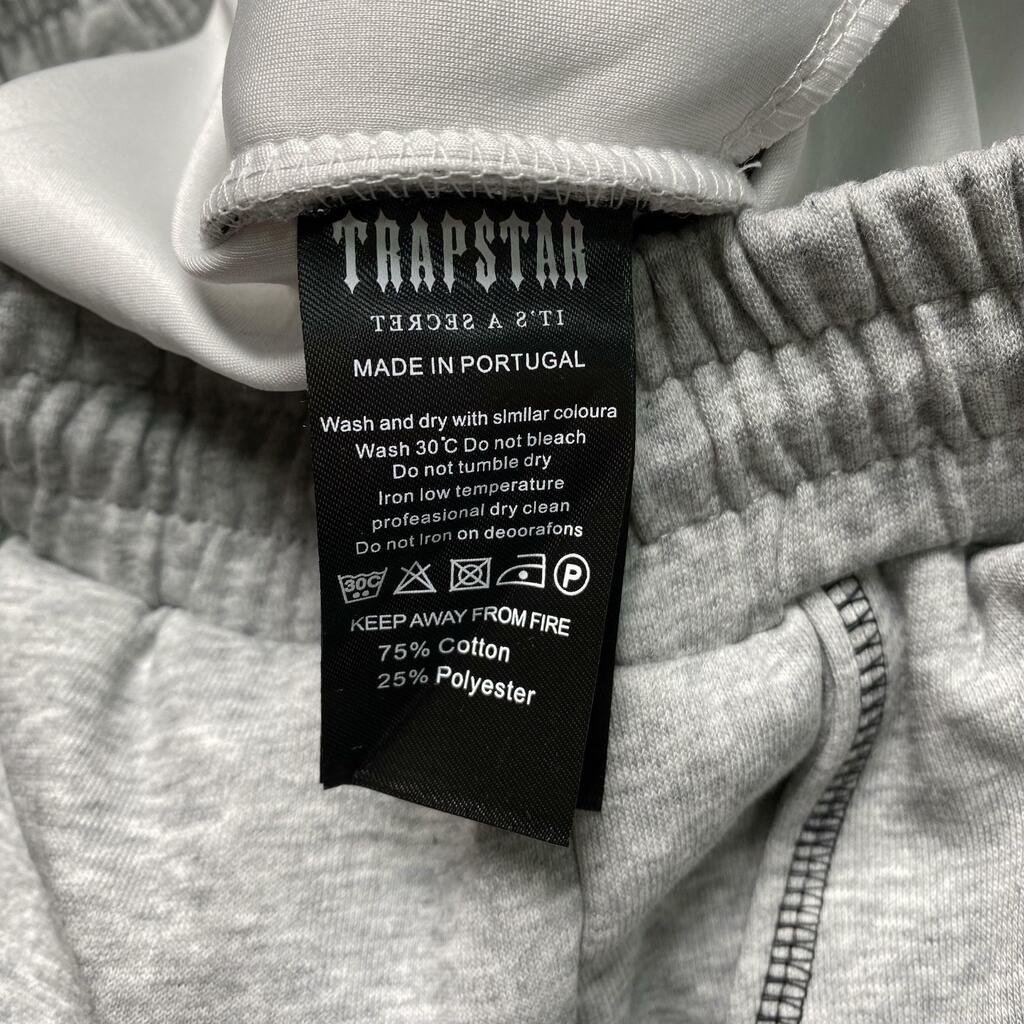 TRAPSTAR
IT'S A SECRET
MADE IN PORTUGAL
Wash and dry with slmllar coloura
Wash 30℃ Do not bleach
Do not tumble dry
Iron low temperature
profeasional dry clean
Do not Iron on deoorafons
30C P
KEEP AWAY FROM FIRE
75% Cotton
25% Polyester